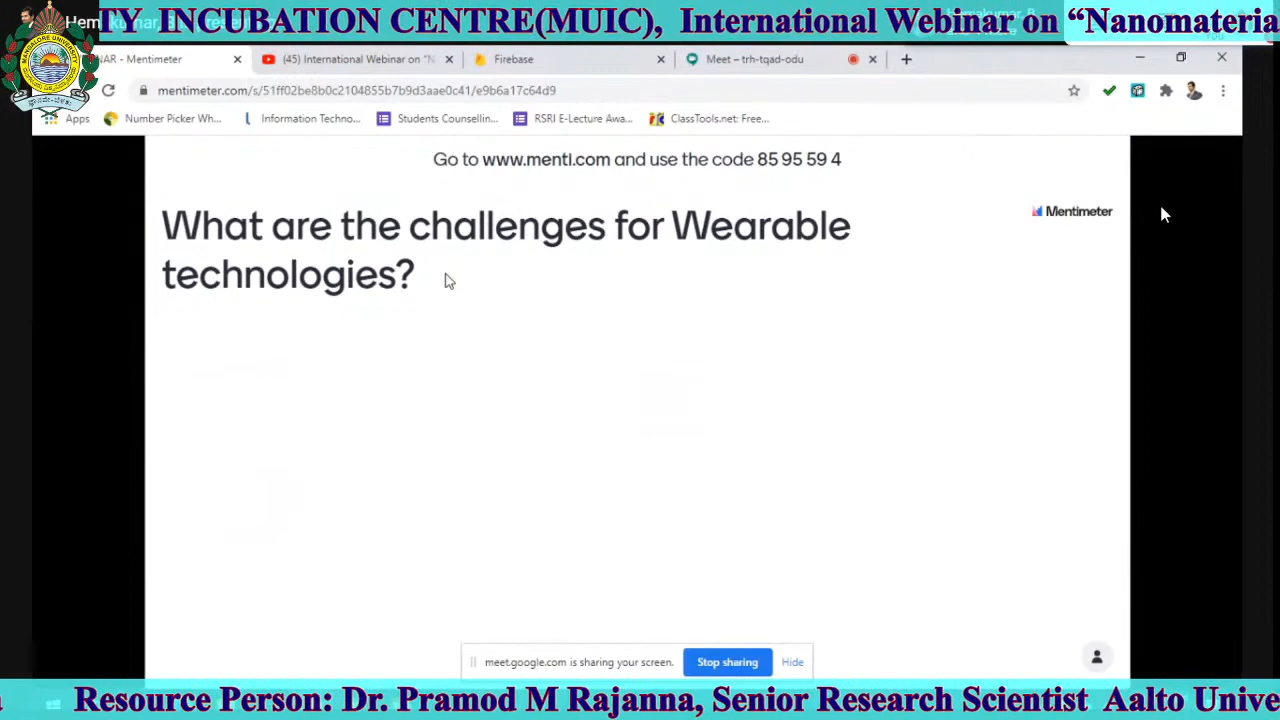 TY INCUBATION CENTRE(MUIC), International Webinar on “Nanomateria
NAR - Mentimeter
(45) International Webinar on “N
Firebase
Meet – trh-tqad-odu
mentimeter.com/s/51ff02be8b0c2104855b7b9d3aae0c41/e9b6a17c64d9
Apps
Number Picker Wh...
Information Techno...
Students Counsellin...
RSRI E-Lecture Awa...
ClassTools.net: Free...
Go to www.menti.com and use the code 85 95 59 4
Mentimeter
What are the challenges for Wearable
technologies?
meet.google.com is sharing your screen.
Stop sharing
Hide
Resource Person: Dr. Pramod M Rajanna, Senior Research Scientist Aalto Unive